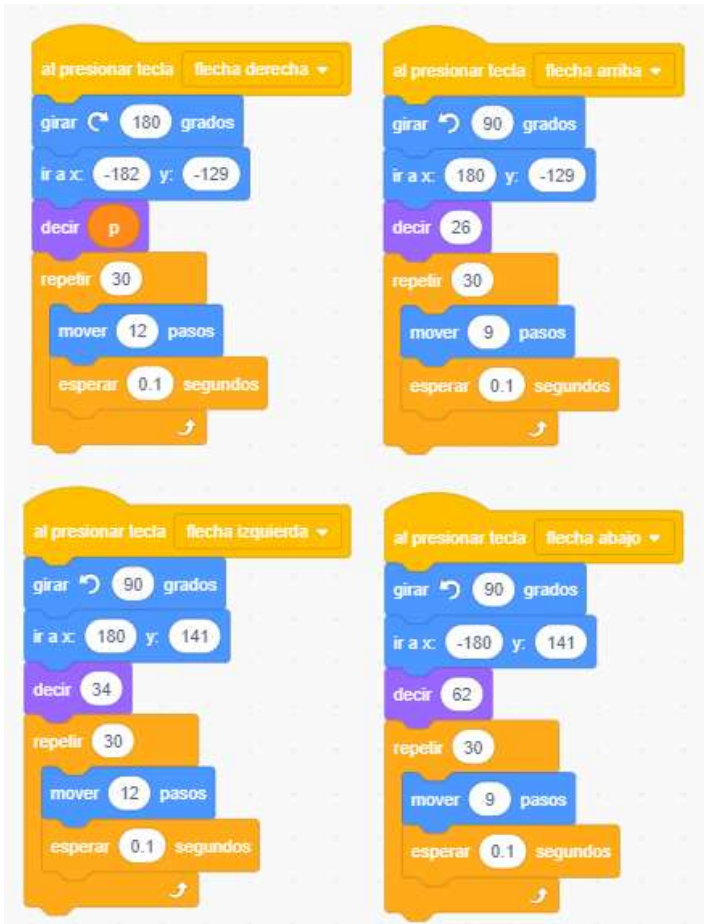 al presionar tecla flecha derecha
girar 180 grados
ir a x: -182 y: -129
decir p
repetir 30
mover 12 pasos
esperar 0.1 segundos
al presionar tecla flecha arriba
girar 90 grados
ir a x: 180 y: -129
decir 26
repetir 30
mover 9 pasos
esperar 0.1 segundos
al presionar tecla flecha izquierda
girar 90 grados
ir a x: 180 y: 141
decir 34
repetir 30
mover 12 pasos
esperar 0.1 segundos
al presionar tecla flecha abajo
girar 90 grados
ir a x: -180 y: 141
decir 62
repetir 30
mover 9 pasos
esperar 0.1 segundos